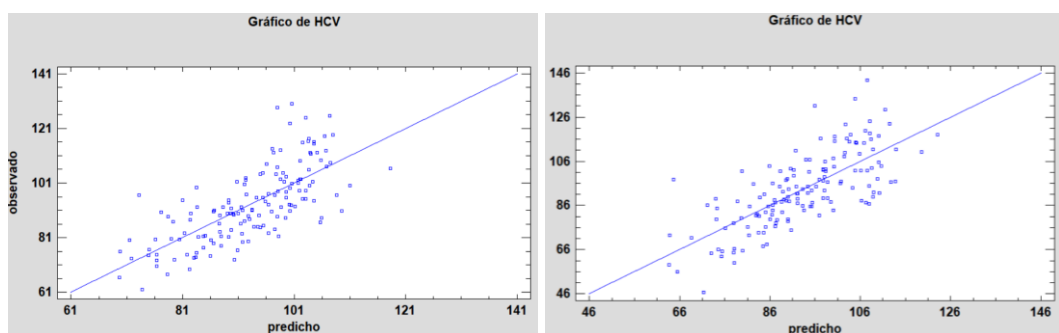 Gráfico de HCV
141
121
101
81
61
observado
61 81 101 121 141
predicho
Gráfico de HCV
146
126
106
86
66
46
46 66 86 106 126 146
predicho